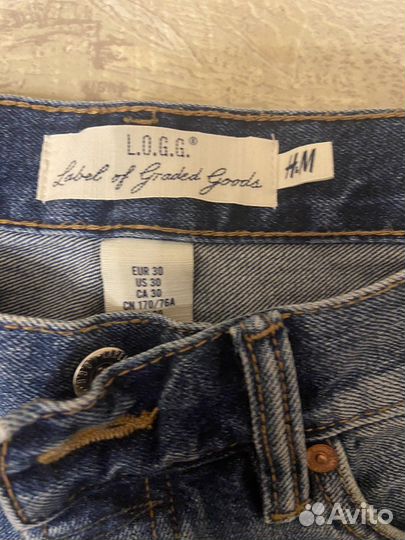 L.O.G.G.®
Label of Graded Goods
H&M
EUR 30
US 30
CA 30
CN 170/76A
Avito